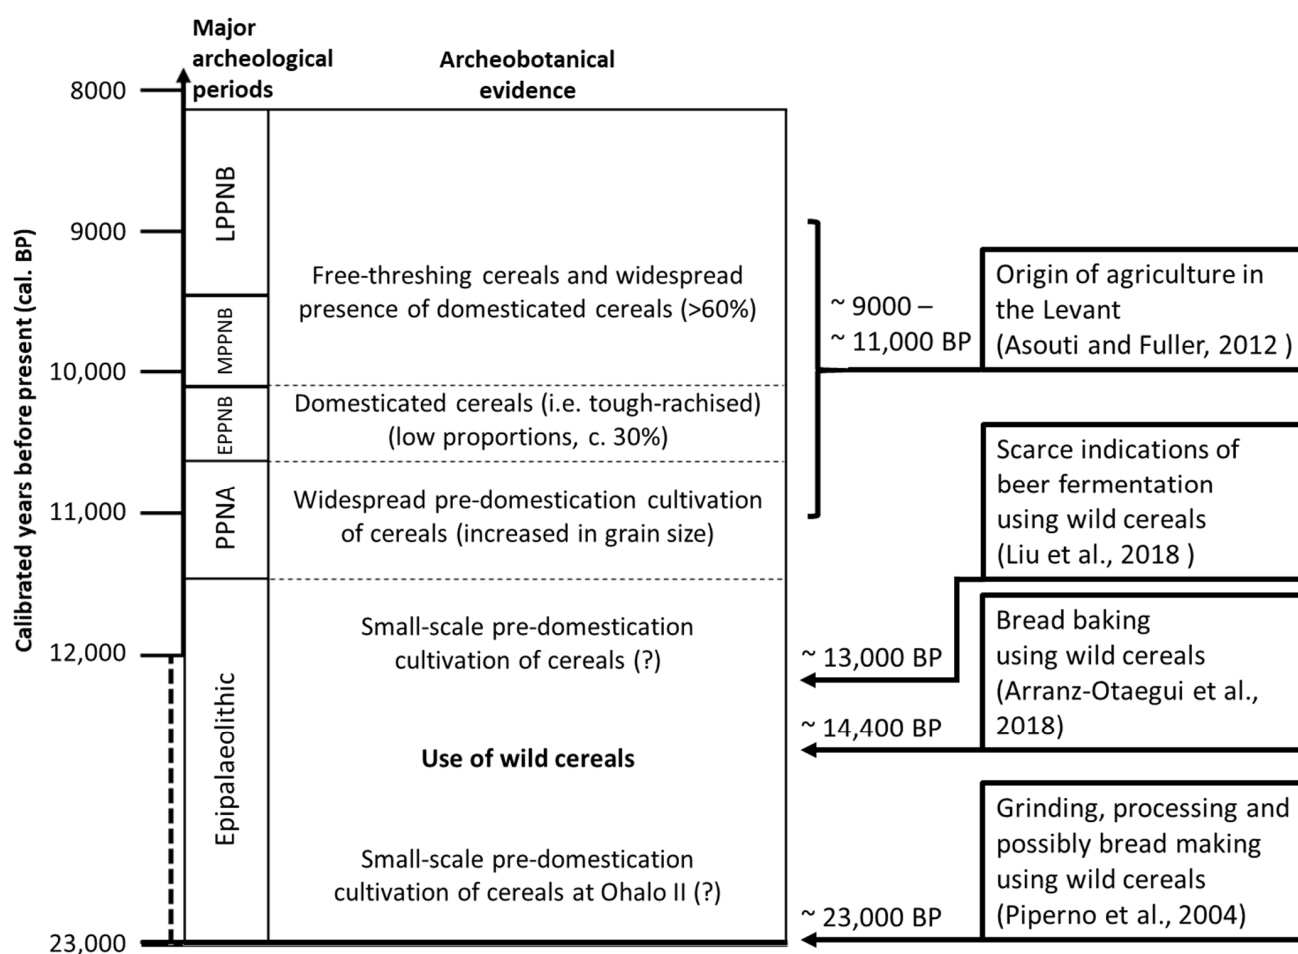 Major
archeological
periods
Archeobotanical
evidence
Calibrated years before present (cal. BP)
8000
9000
10,000
11,000
12,000
23,000
LPPNB
MPPNB
EPPNB
PPNA
Epipalaeolithic
Free-threshing cereals and widespread
presence of domesticated cereals (>60%)
Domesticated cereals (i.e. tough-rachised)
(low proportions, c. 30%)
Widespread pre-domestication cultivation
of cereals (increased in grain size)
Small-scale pre-domestication
cultivation of cereals (?)
Use of wild cereals
Small-scale pre-domestication
cultivation of cereals at Ohalo II (?)
~ 9000 –
~ 11,000 BP
Origin of agriculture in
the Levant
(Asouti and Fuller, 2012 )
~ 13,000 BP
Scarce indications of
beer fermentation
using wild cereals
(Liu et al., 2018 )
~ 14,400 BP
Bread baking
using wild cereals
(Arranz-Otaegui et al.,
2018)
~ 23,000 BP
Grinding, processing and
possibly bread making
using wild cereals
(Piperno et al., 2004)